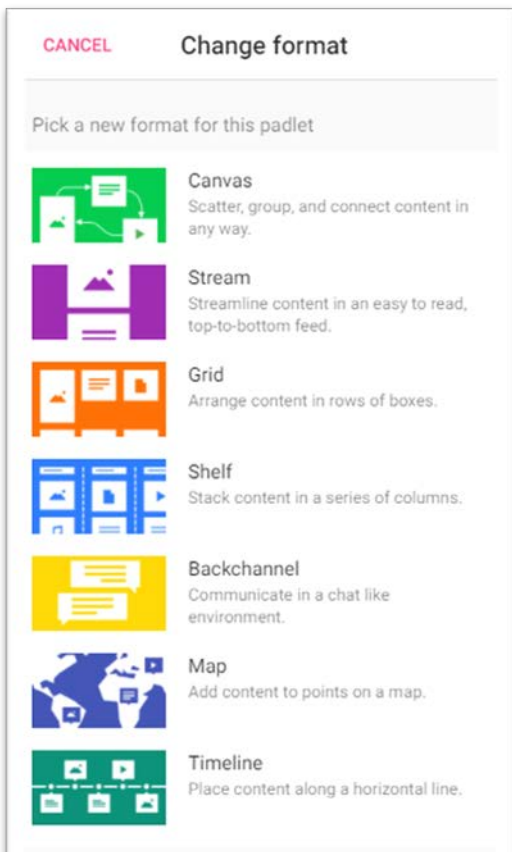 CANCEL Change format
Pick a new format for this padlet
Canvas
Scatter, group, and connect content in
any way.
Stream
Streamline content in an easy to read,
top-to-bottom feed.
Grid
Arrange content in rows of boxes.
Shelf
Stack content in a series of columns.
Backchannel
Communicate in a chat like
environment.
Map
Add content to points on a map.
Timeline
Place content along a horizontal line.